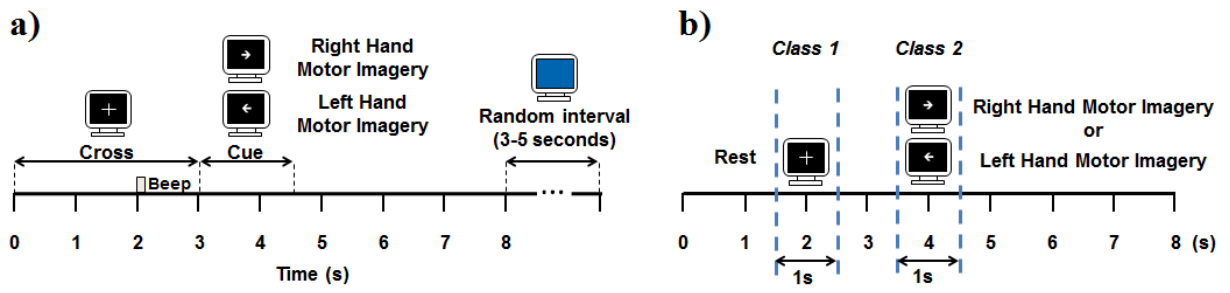 a)
Right Hand
Motor Imagery
Left Hand
Motor Imagery
Random interval
(3-5 seconds)
Cross
Cue
Beep
...
0 1 2 3 4 5 6 7 8
Time (s)
b)
Class 1 Class 2
Right Hand Motor Imagery
or
Left Hand Motor Imagery
Rest
0 1 2 3 4 5 6 7 8 (s)
1s 1s